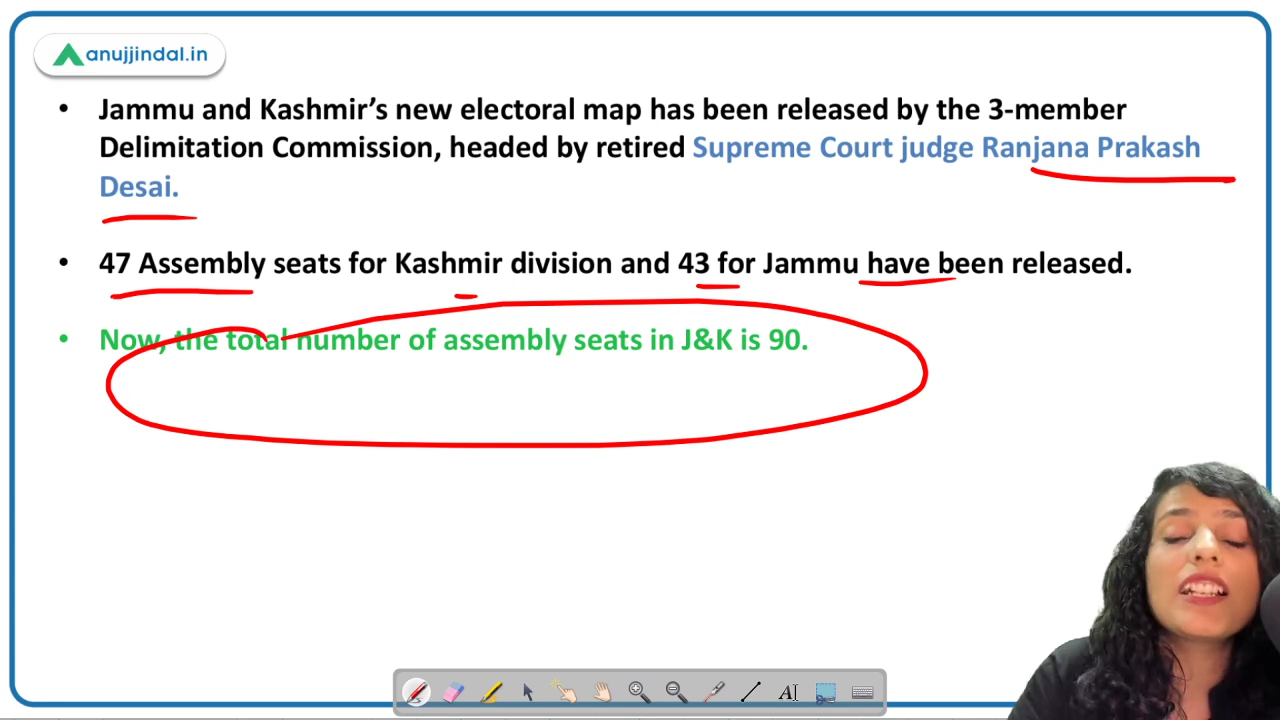 anujjindal.in
• Jammu and Kashmir’s new electoral map has been released by the 3-member
Delimitation Commission, headed by retired Supreme Court judge Ranjana Prakash
Desai.
• 47 Assembly seats for Kashmir division and 43 for Jammu have been released.
• Now, the total number of assembly seats in J&K is 90.